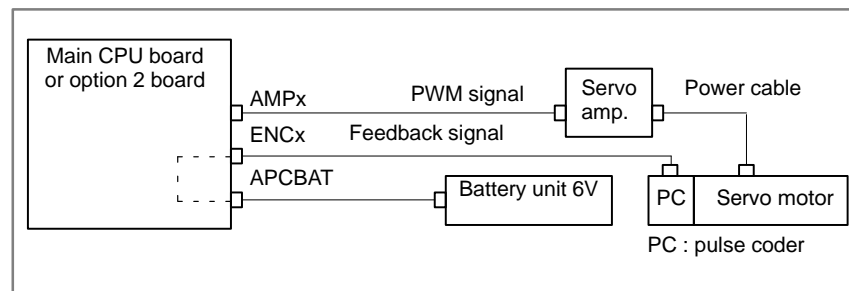 Main CPU board
or option 2 board
AMPx
PWM signal
Servo
amp.
Power cable
ENCx
Feedback signal
APCBAT
Battery unit 6V
PC
Servo motor
PC : pulse coder